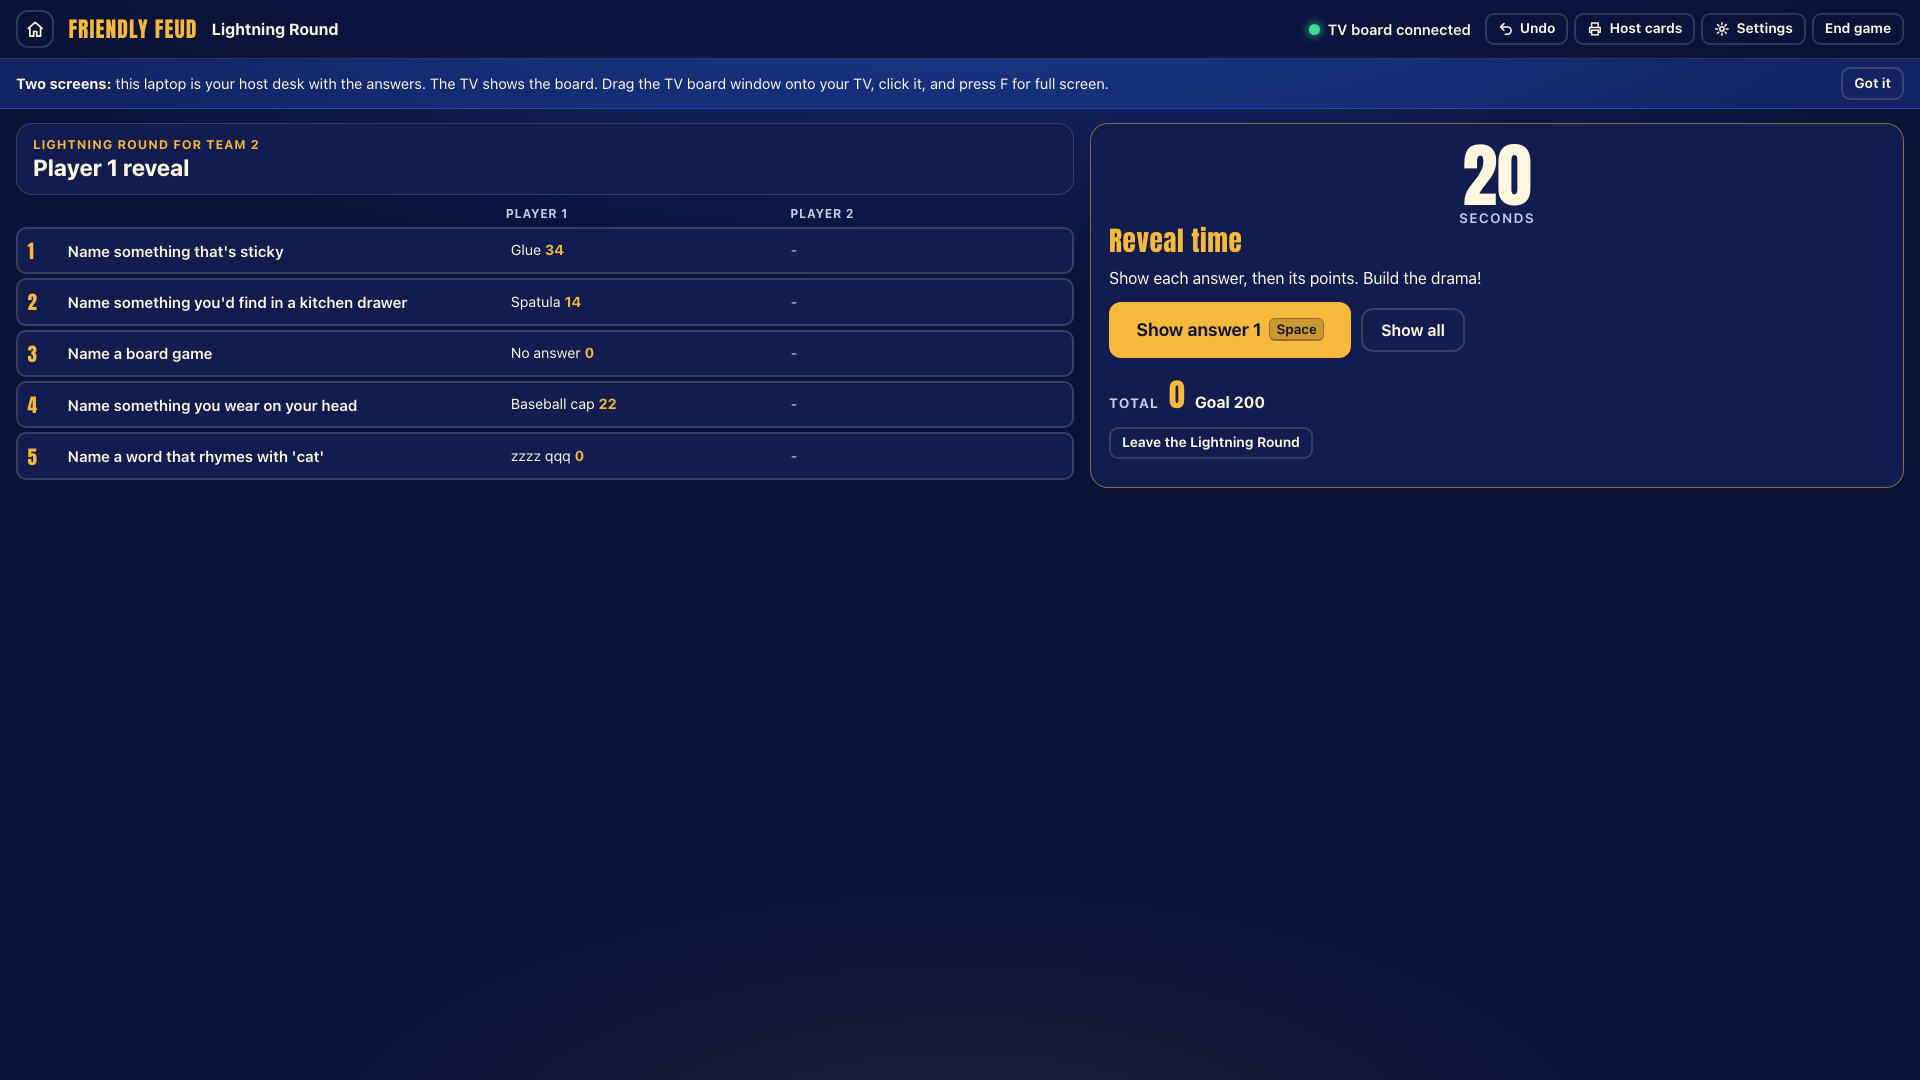 FRIENDLY FEUD Lightning Round
TV board connected Undo Host cards Settings End game
Two screens: this laptop is your host desk with the answers. The TV shows the board. Drag the TV board window onto your TV, click it, and press F for full screen. Got it
LIGHTNING ROUND FOR TEAM 2
Player 1 reveal
PLAYER 1 PLAYER 2
1 Name something that's sticky Glue 34 -
2 Name something you'd find in a kitchen drawer Spatula 14 -
3 Name a board game No answer 0 -
4 Name something you wear on your head Baseball cap 22 -
5 Name a word that rhymes with 'cat' zzzz qqq 0 -
20
SECONDS
Reveal time
Show each answer, then its points. Build the drama!
Show answer 1 Space Show all
TOTAL 0 Goal 200
Leave the Lightning Round